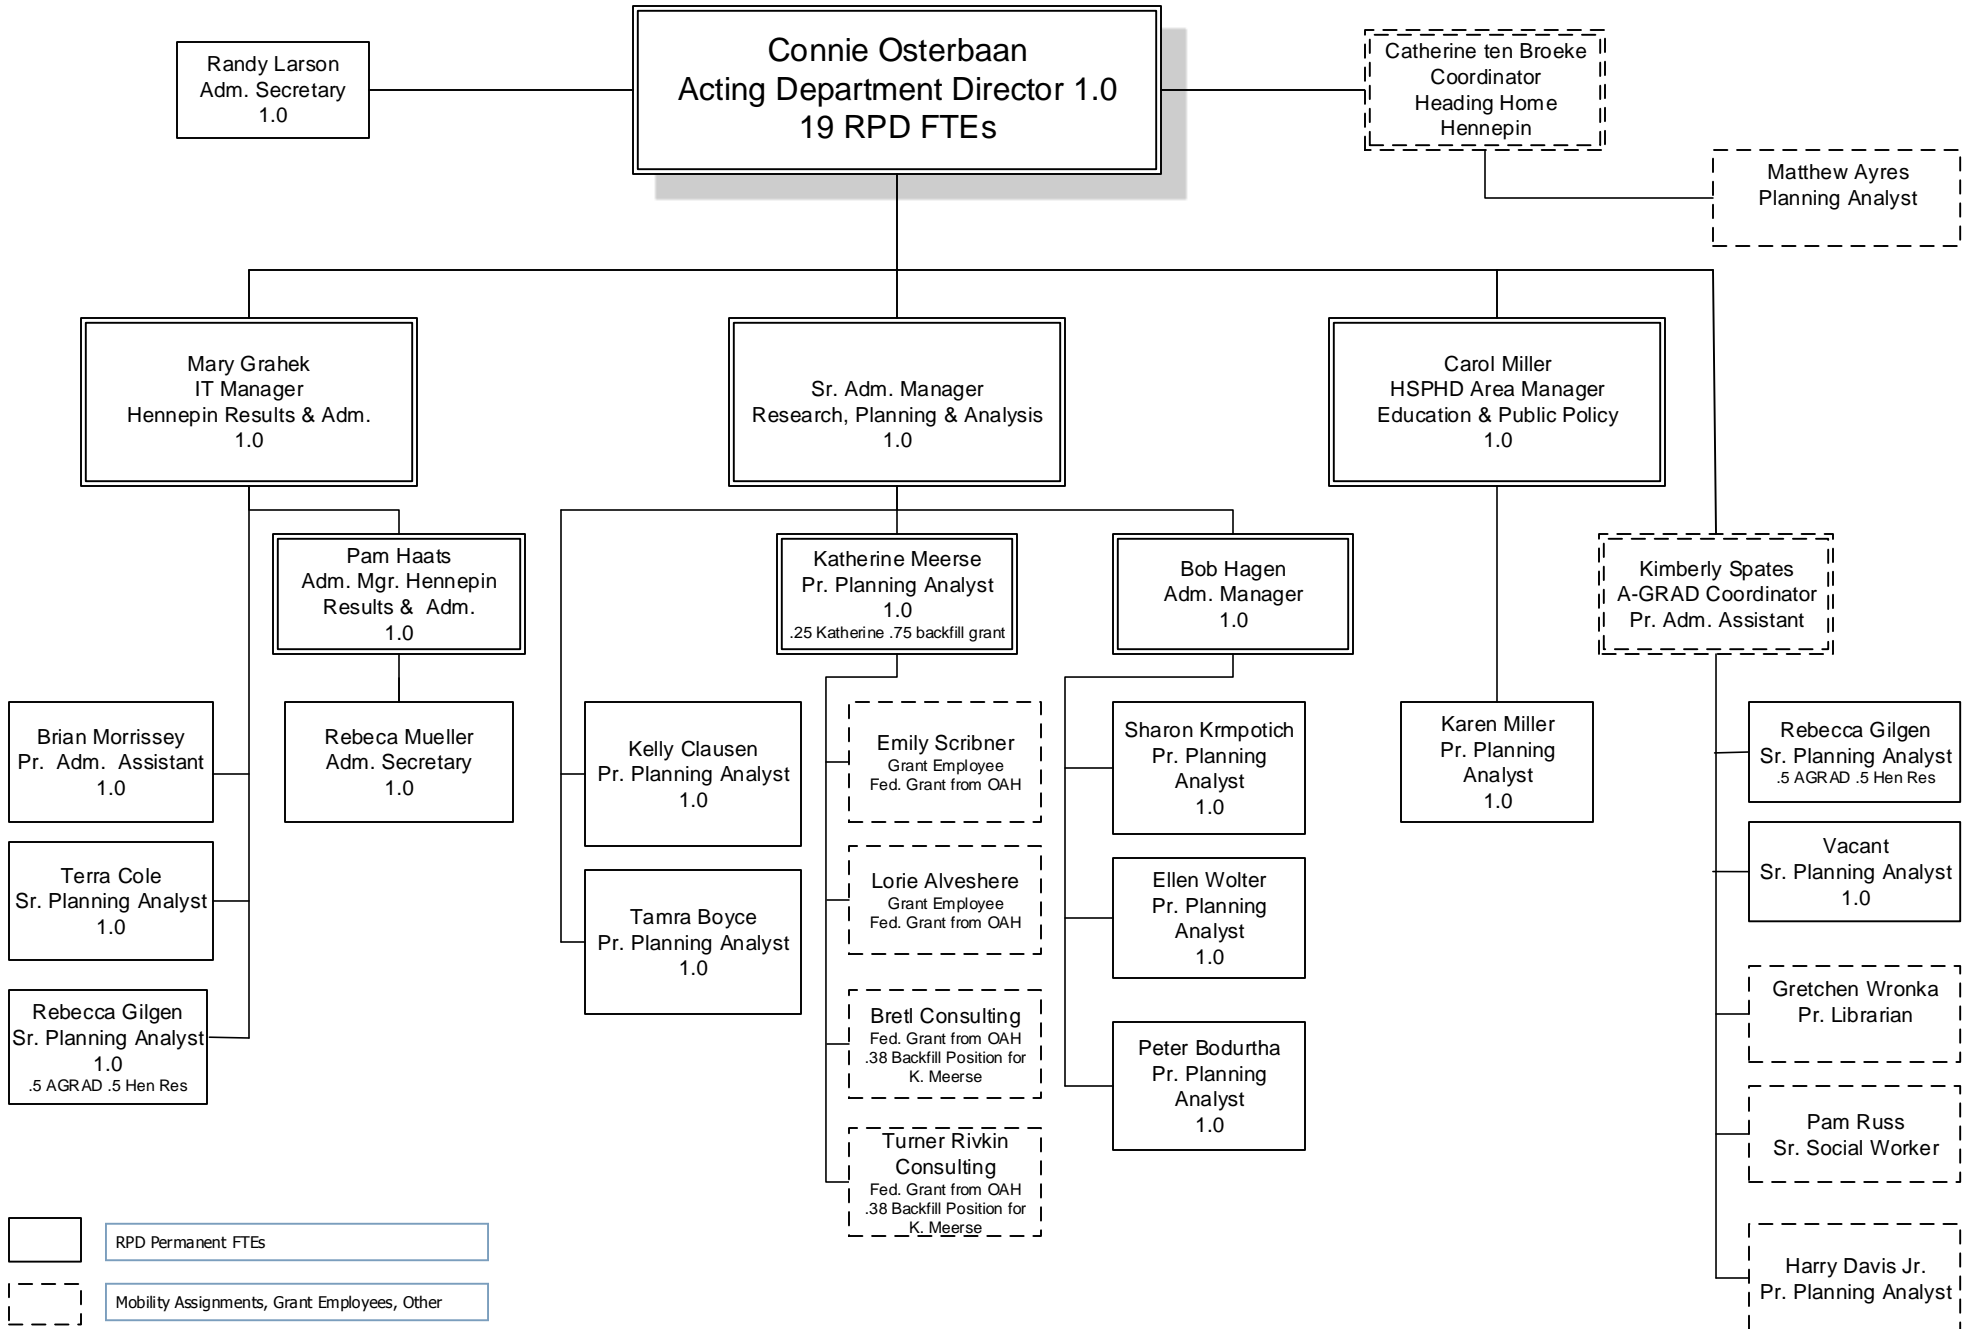 Connie Osterbaan
Acting Department Director 1.0
19 RPD FTEs
Randy Larson
Adm. Secretary
1.0
Catherine ten Broeke
Coordinator
Heading Home
Hennepin
Matthew Ayres
Planning Analyst
Mary Grahek
IT Manager
Hennepin Results & Adm.
1.0
Sr. Adm. Manager
Research, Planning & Analysis
1.0
Carol Miller
HSPHD Area Manager
Education & Public Policy
1.0
Pam Haats
Adm. Mgr. Hennepin
Results & Adm.
1.0
Katherine Meerse
Pr. Planning Analyst
1.0
.25 Katherine .75 backfill grant
Bob Hagen
Adm. Manager
1.0
Kimberly Spates
A-GRAD Coordinator
Pr. Adm. Assistant
Brian Morrissey
Pr. Adm. Assistant
1.0
Terra Cole
Sr. Planning Analyst
1.0
Rebecca Gilgen
Sr. Planning Analyst
1.0
.5 AGRAD .5 Hen Res
Rebeca Mueller
Adm. Secretary
1.0
Kelly Clausen
Pr. Planning Analyst
1.0
Tamra Boyce
Pr. Planning Analyst
1.0
Emily Scribner
Grant Employee
Fed. Grant from OAH
Lorie Alveshere
Grant Employee
Fed. Grant from OAH
Bretl Consulting
Fed. Grant from OAH
.38 Backfill Position for
K. Meerse
Turner Rivkin
Consulting
Fed. Grant from OAH
.38 Backfill Position for
K. Meerse
Sharon Krmpotich
Pr. Planning
Analyst
1.0
Ellen Wolter
Pr. Planning
Analyst
1.0
Peter Bodurtha
Pr. Planning
Analyst
1.0
Karen Miller
Pr. Planning
Analyst
1.0
Rebecca Gilgen
Sr. Planning Analyst
.5 AGRAD .5 Hen Res
Vacant
Sr. Planning Analyst
1.0
Gretchen Wronka
Pr. Librarian
Pam Russ
Sr. Social Worker
Harry Davis Jr.
Pr. Planning Analyst
RPD Permanent FTEs
Mobility Assignments, Grant Employees, Other